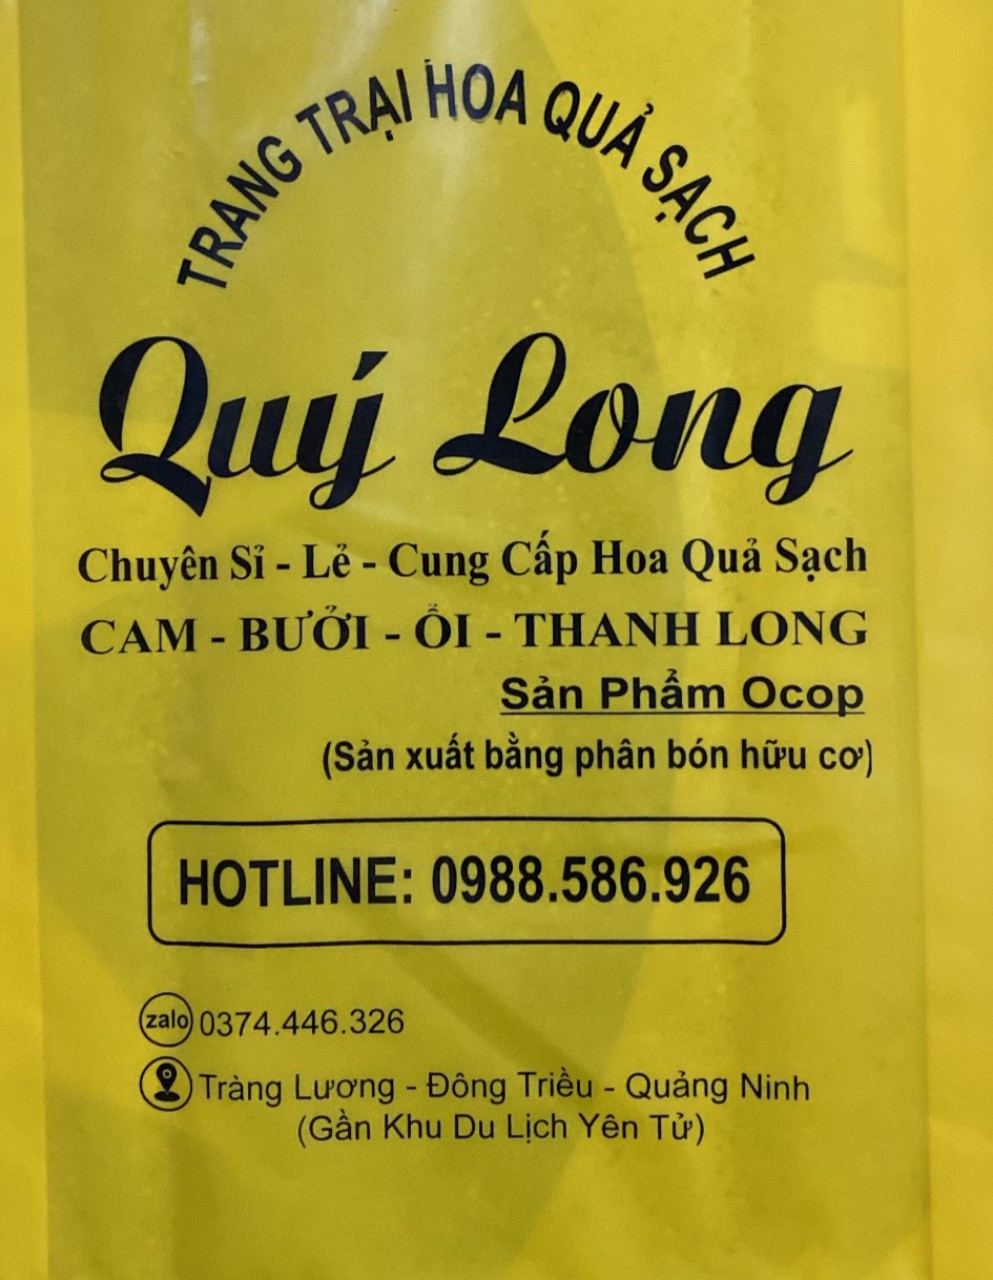 TRANG TRẠI HOA QUẢ SẠCH
Quý Long
Chuyên Sỉ - Lẻ - Cung Cấp Hoa Quả Sạch
CAM - BƯỞI - ỔI - THANH LONG
Sản Phẩm Ocop
(Sản xuất bằng phân bón hữu cơ)
HOTLINE: 0988.586.926
zalo 0374.446.326
Tràng Lương - Đông Triều - Quảng Ninh
(Gần Khu Du Lịch Yên Tử)